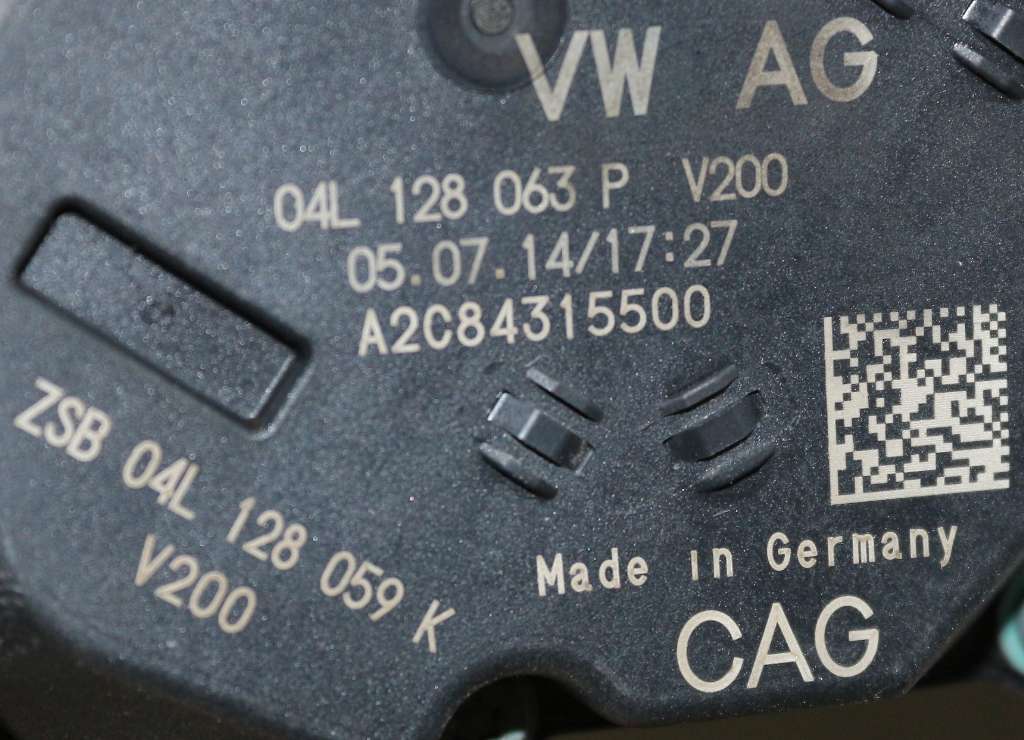 VW AG
04L 128 063 P V200
05.07.14/17:27
A2C84315500
ZSB 04L 128 059 K
V200
Made in Germany
CAG